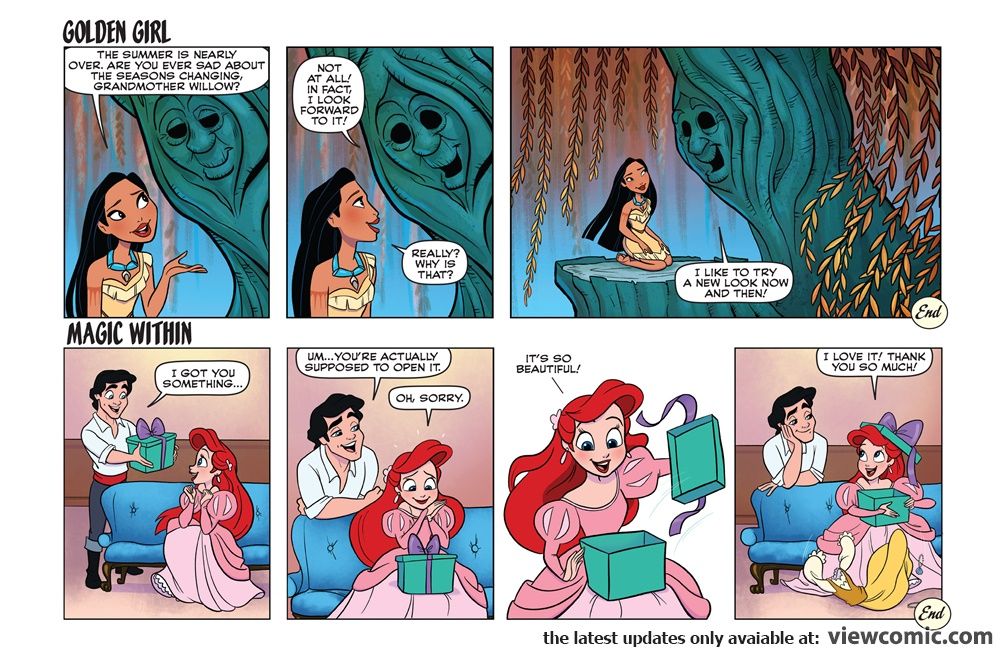 GOLDEN GIRL
THE SUMMER IS NEARLY
OVER. ARE YOU EVER SAD ABOUT
THE SEASONS CHANGING,
GRANDMOTHER WILLOW?
NOT
AT ALL!
IN FACT,
I LOOK
FORWARD
TO IT!
REALLY?
WHY IS
THAT?
I LIKE TO TRY
A NEW LOOK NOW
AND THEN!
End
MAGIC WITHIN
I GOT YOU
SOMETHING...
UM...YOU'RE ACTUALLY
SUPPOSED TO OPEN IT.
OH, SORRY.
IT'S SO
BEAUTIFUL!
I LOVE IT! THANK
YOU SO MUCH!
End
the latest updates only avaiable at: viewcomic.com